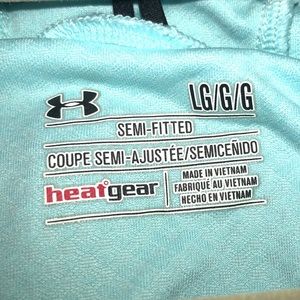 LG/G/G
SEMI-FITTED
COUPE SEMI-AJUSTÉE/SEMICEÑIDO
heatgear
MADE IN VIETNAM
FABRIQUÉ AU VIETNAM
HECHO EN VIETNAM